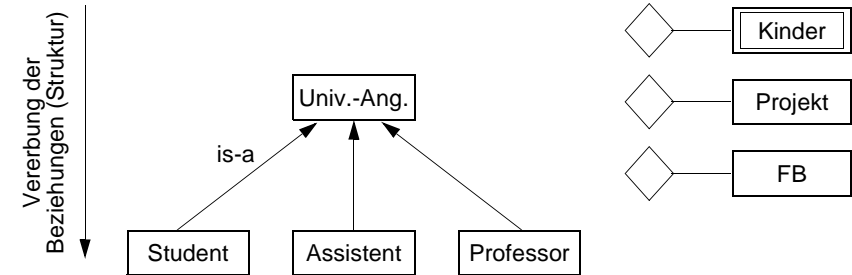 Vererbung der
Beziehungen (Struktur)
Univ.-Ang.
is-a
Student
Assistent
Professor
Kinder
Projekt
FB